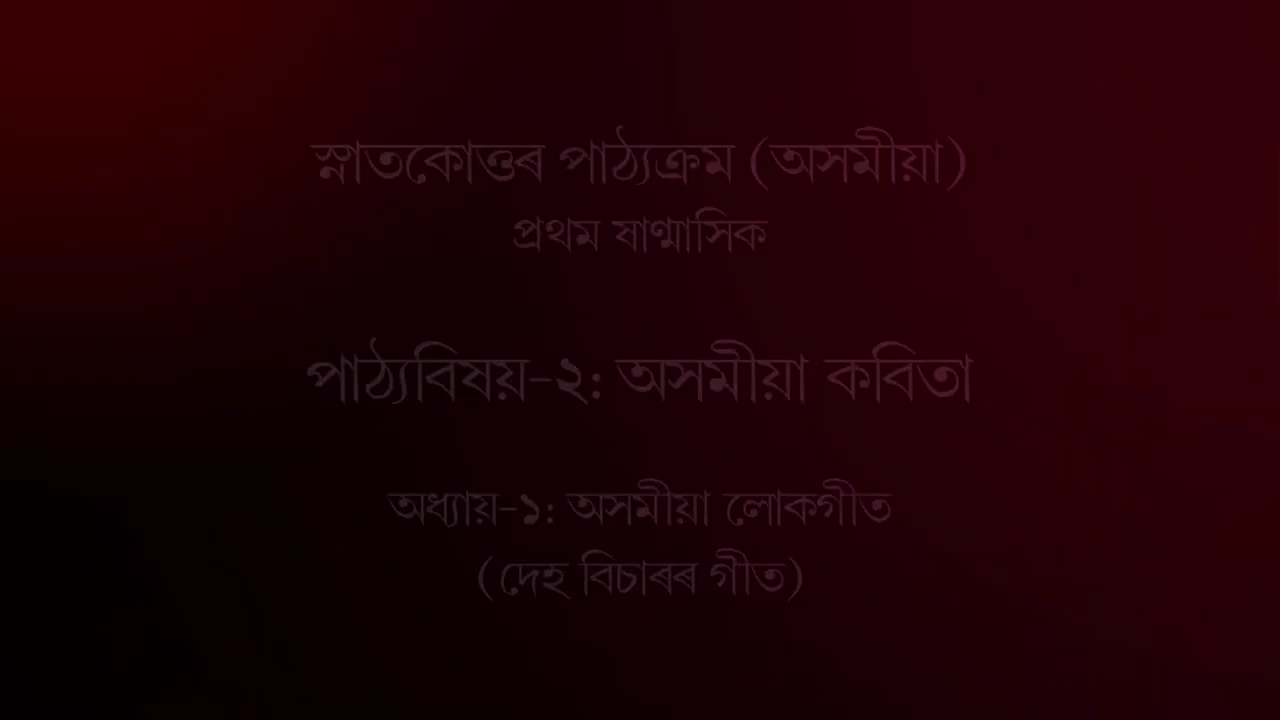 স্নাতকোত্তৰ পাঠ্যক্ৰম (অসমীয়া)
প্ৰথম ষাণ্মাসিক
পাঠ্যবিষয়-২: অসমীয়া কবিতা
অধ্যায়-১: অসমীয়া লোকগীত
(দেহ বিচাৰৰ গীত)